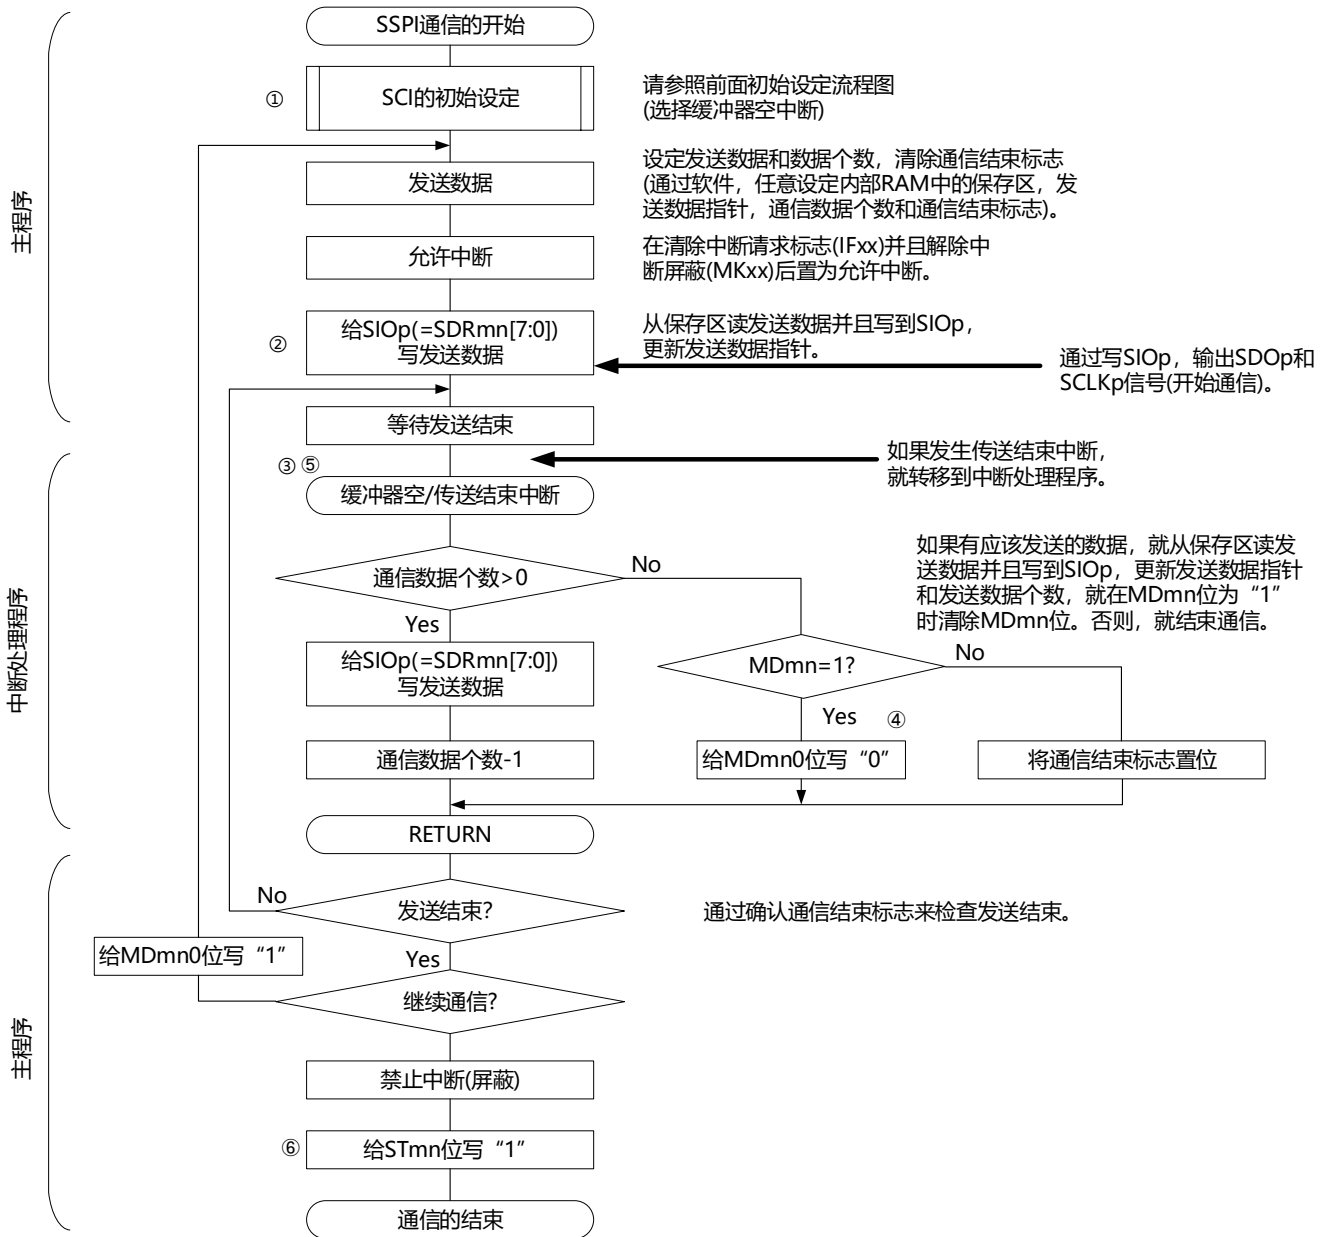 SSPI通信的开始
主程序
①
SCI的初始设定
请参照前面初始设定流程图
(选择缓冲器空中断)
发送数据
设定发送数据和数据个数，清除通信结束标志
(通过软件，任意设定内部RAM中的保存区，发
送数据指针，通信数据个数和通信结束标志)。
允许中断
在清除中断请求标志(IFxx)并且解除中
断屏蔽(MKxx)后置为允许中断。
②
给SIOp(=SDRmn[7:0])
写发送数据
从保存区读发送数据并且写到SIOp，
更新发送数据指针。
通过写SIOp，输出SDOp和
SCLKp信号(开始通信)。
等待发送结束
③ ⑤
如果发生传送结束中断，
就转移到中断处理程序。
中断处理程序
缓冲器空/传送结束中断
通信数据个数>0
No
Yes
如果有应该发送的数据，就从保存区读发
送数据并且写到SIOp，更新发送数据指针
和发送数据个数，就在MDmn位为“1”
时清除MDmn位。否则，就结束通信。
给SIOp(=SDRmn[7:0])
写发送数据
MDmn=1?
No
Yes
④
通信数据个数-1
给MDmn0位写“0”
将通信结束标志置位
RETURN
主程序
No
发送结束?
通过确认通信结束标志来检查发送结束。
给MDmn0位写“1”
Yes
继续通信?
禁止中断(屏蔽)
⑥
给STmn位写“1”
通信的结束